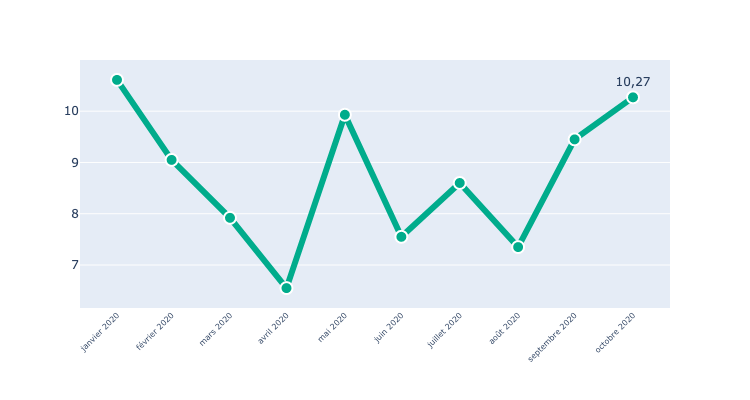 10,27
10
9
8
7
janvier 2020
février 2020
mars 2020
avril 2020
mai 2020
juin 2020
juillet 2020
août 2020
septembre 2020
octobre 2020